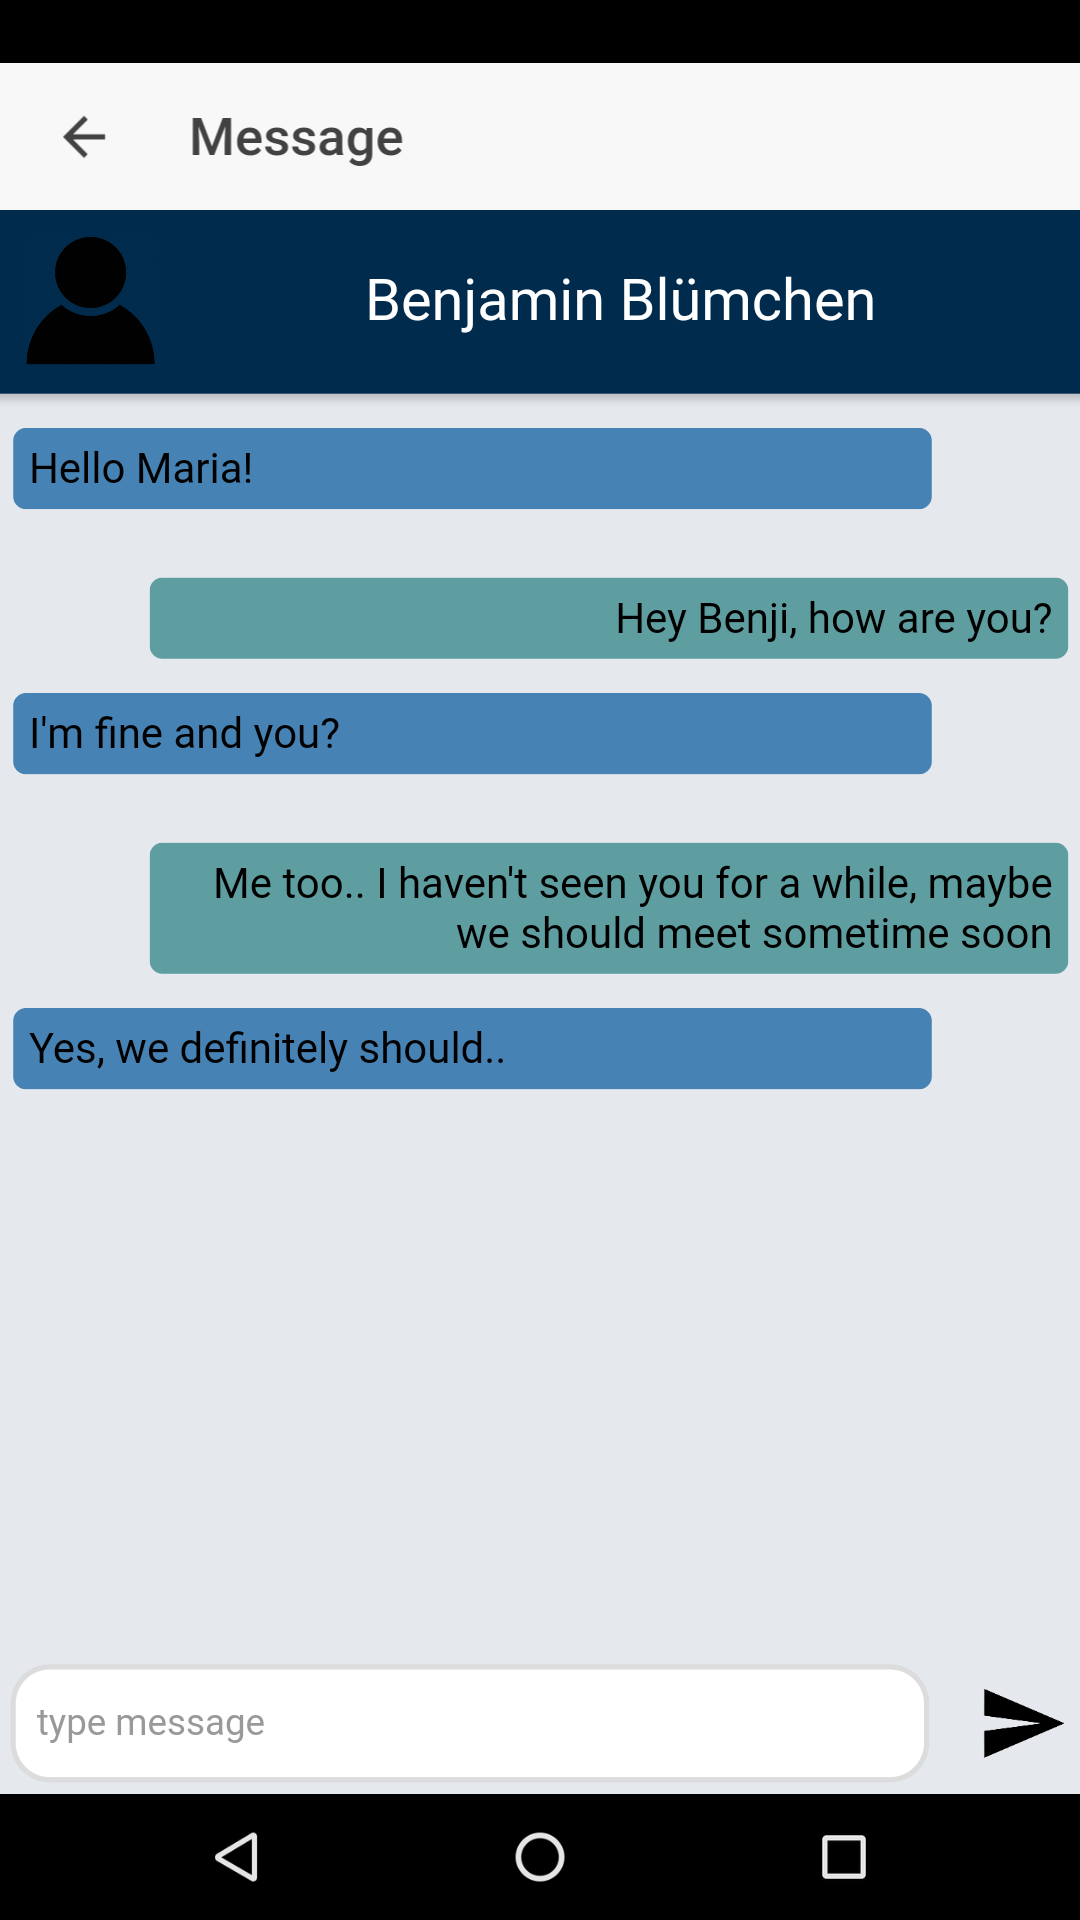 Message
Benjamin Blümchen
Hello Maria!
Hey Benji, how are you?
I'm fine and you?
Me too.. I haven't seen you for a while, maybe
we should meet sometime soon
Yes, we definitely should..
type message